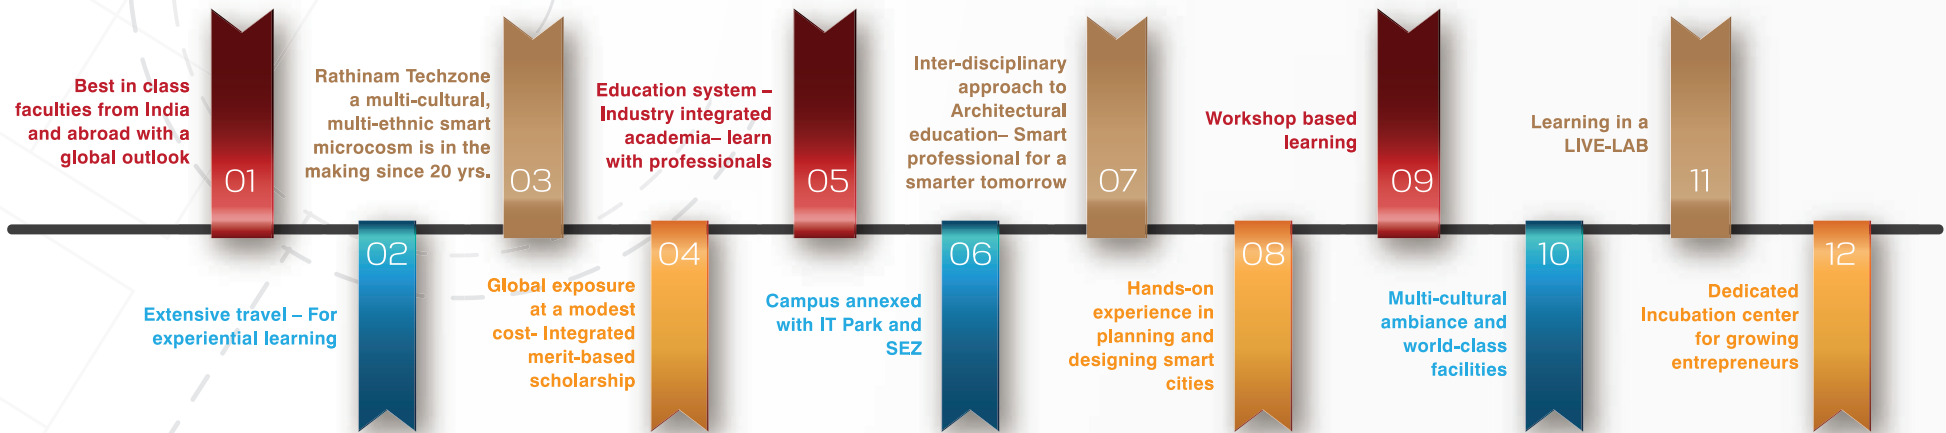 Best in class
faculties from India
and abroad with a
global outlook
01
Extensive travel – For
experiential learning
02
Rathinam Techzone
a multi-cultural,
multi-ethnic smart
microcosm is in the
making since 20 yrs.
03
Global exposure
at a modest
cost- Integrated
merit-based
scholarship
04
Education system –
Industry integrated
academia– learn
with professionals
05
Campus annexed
with IT Park and
SEZ
06
Inter-disciplinary
approach to
Architectural
education– Smart
professional for a
smarter tomorrow
07
Hands-on
experience in
planning and
designing smart
cities
08
Workshop based
learning
09
Multi-cultural
ambiance and
world-class
facilities
10
Learning in a
LIVE-LAB
11
Dedicated
Incubation center
for growing
entrepreneurs
12